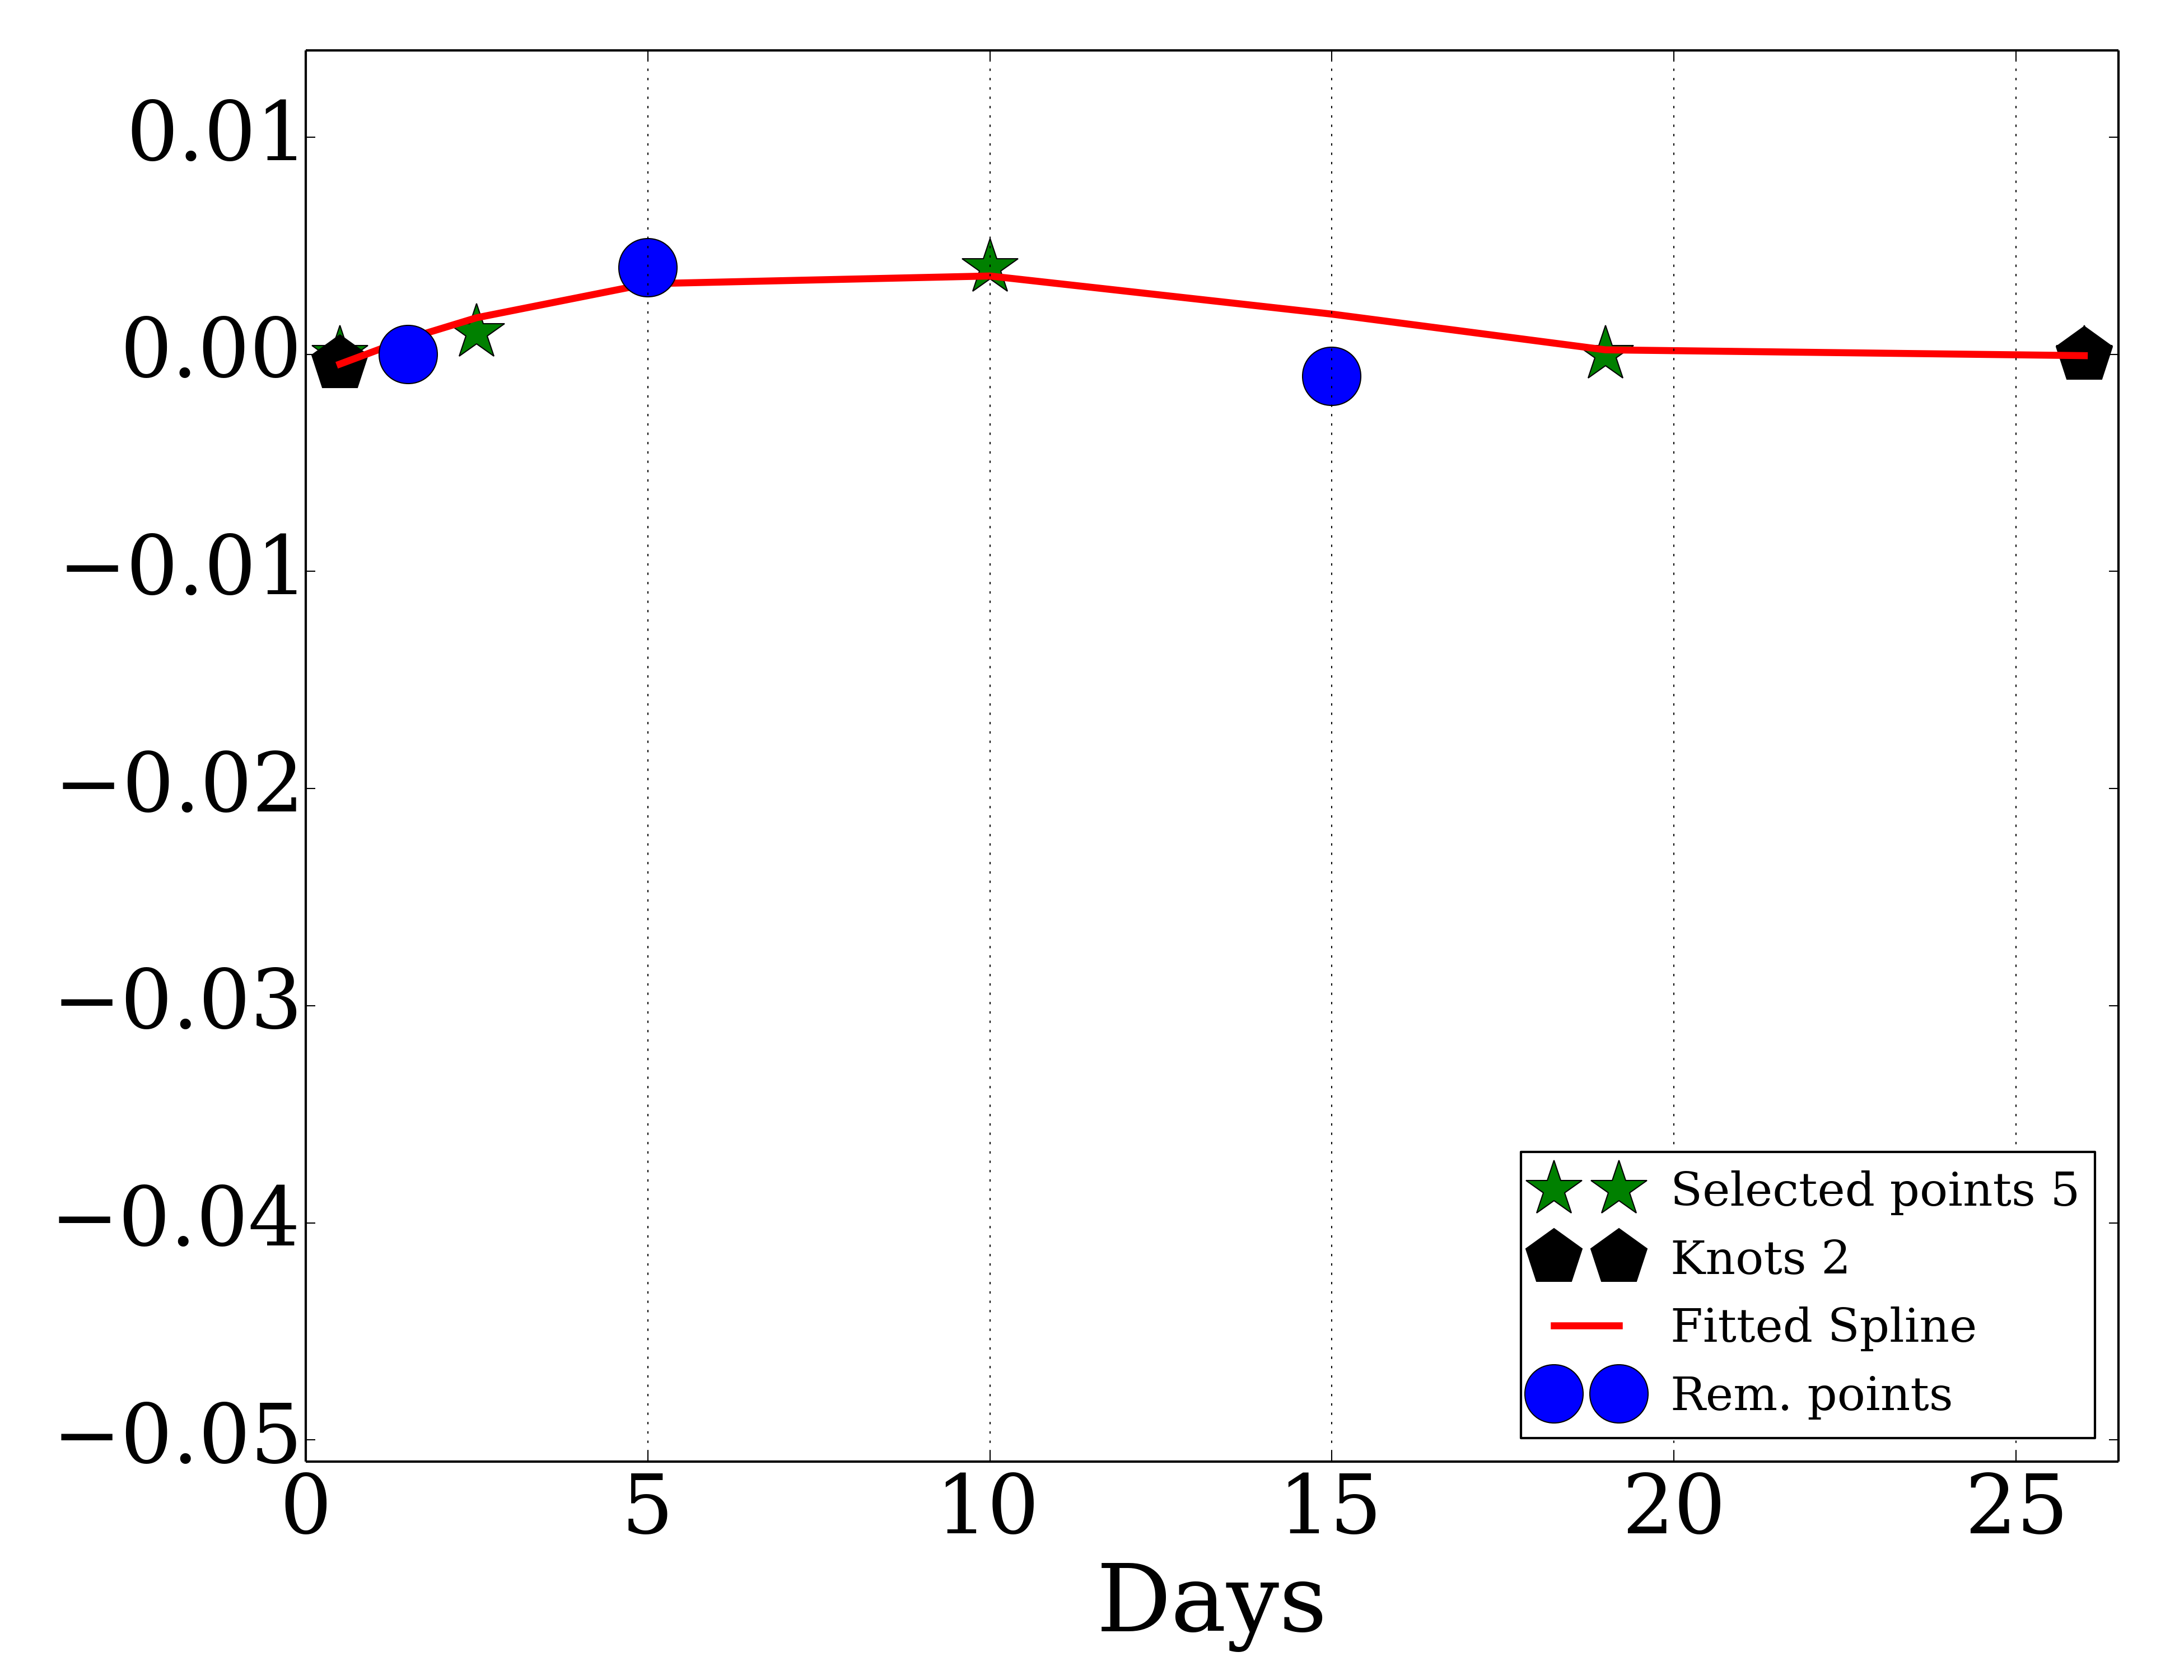 0.01
0.00
−0.01
−0.02
−0.03
−0.04
−0.05
0 5 10 15 20 25
Days
Selected points 5
Knots 2
Fitted Spline
Rem. points